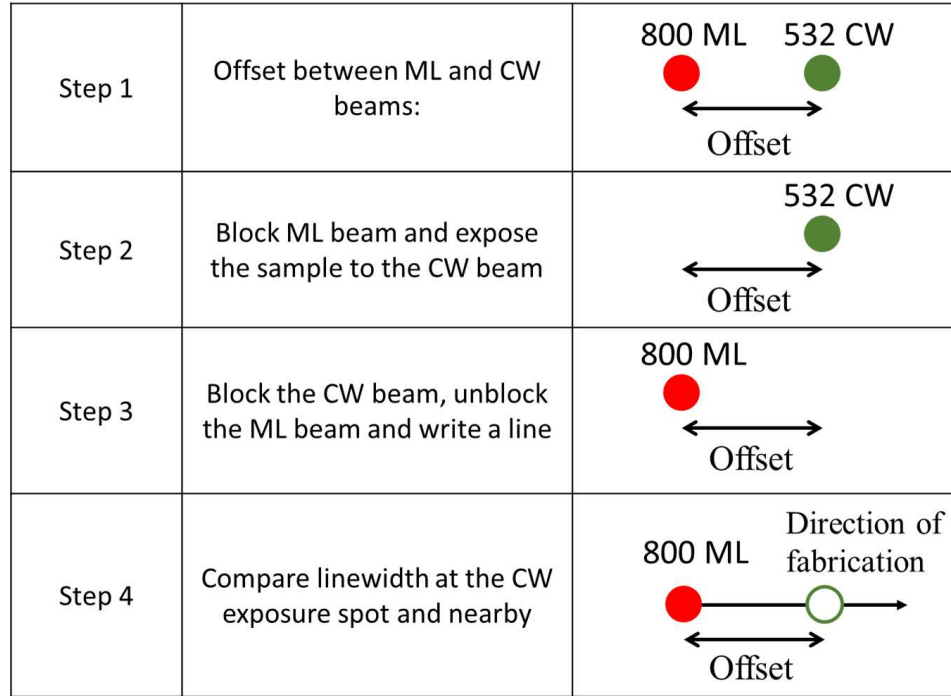 Step 1
Offset between ML and CW
beams:
800 ML 532 CW
Offset
Step 2
Block ML beam and expose
the sample to the CW beam
532 CW
Offset
Step 3
Block the CW beam, unblock
the ML beam and write a line
800 ML
Offset
Step 4
Compare linewidth at the CW
exposure spot and nearby
800 ML
Direction of
fabrication
Offset